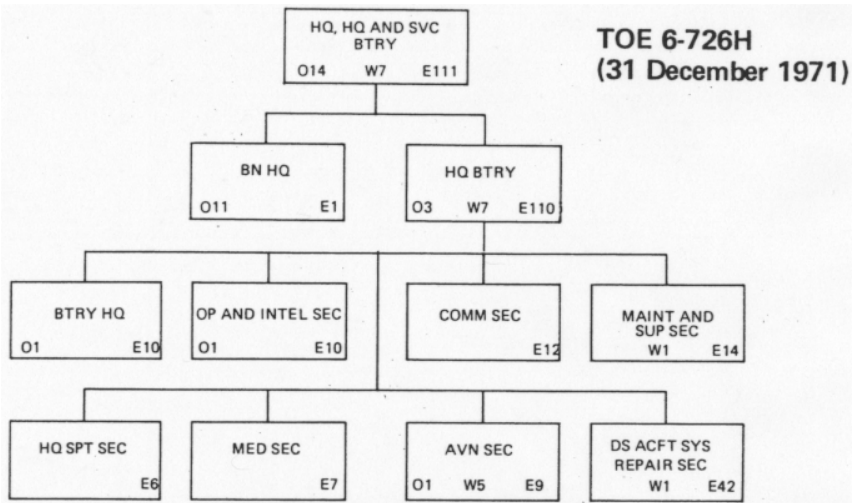 HQ, HQ AND SVC
BTRY
O14 W7 E111
TOE 6-726H
(31 December 1971)
BN HQ
O11 E1
HQ BTRY
O3 W7 E110
BTRY HQ
O1 E10
OP AND INTEL SEC
O1 E10
COMM SEC
E12
MAINT AND
SUP SEC
W1 E14
HQ SPT SEC
E6
MED SEC
E7
AVN SEC
O1 W5 E9
DS ACFT SYS
REPAIR SEC
W1 E42